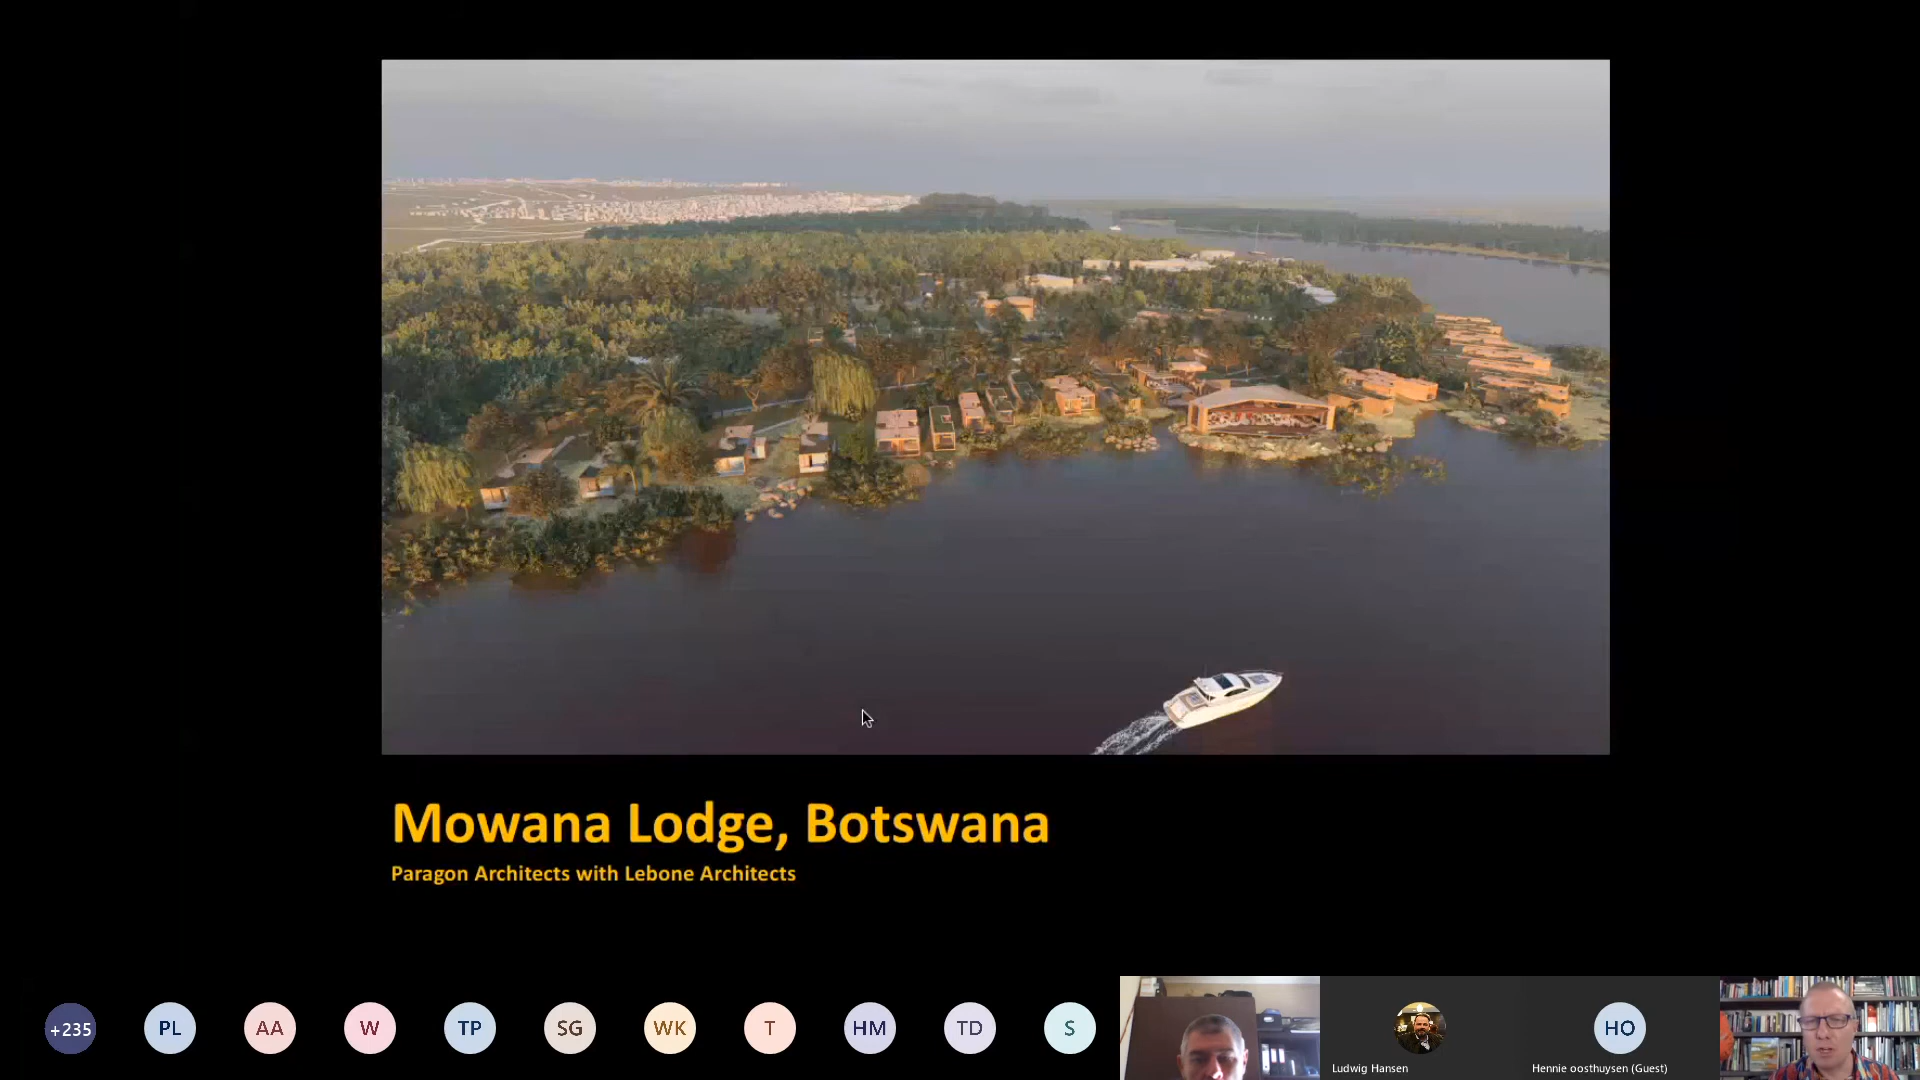 Mowana Lodge, Botswana
Paragon Architects with Lebone Architects
+235
PL
AA
W
TP
SG
WK
T
HM
TD
S
HO
Ludwig Hansen
Hennie oosthuysen (Guest)